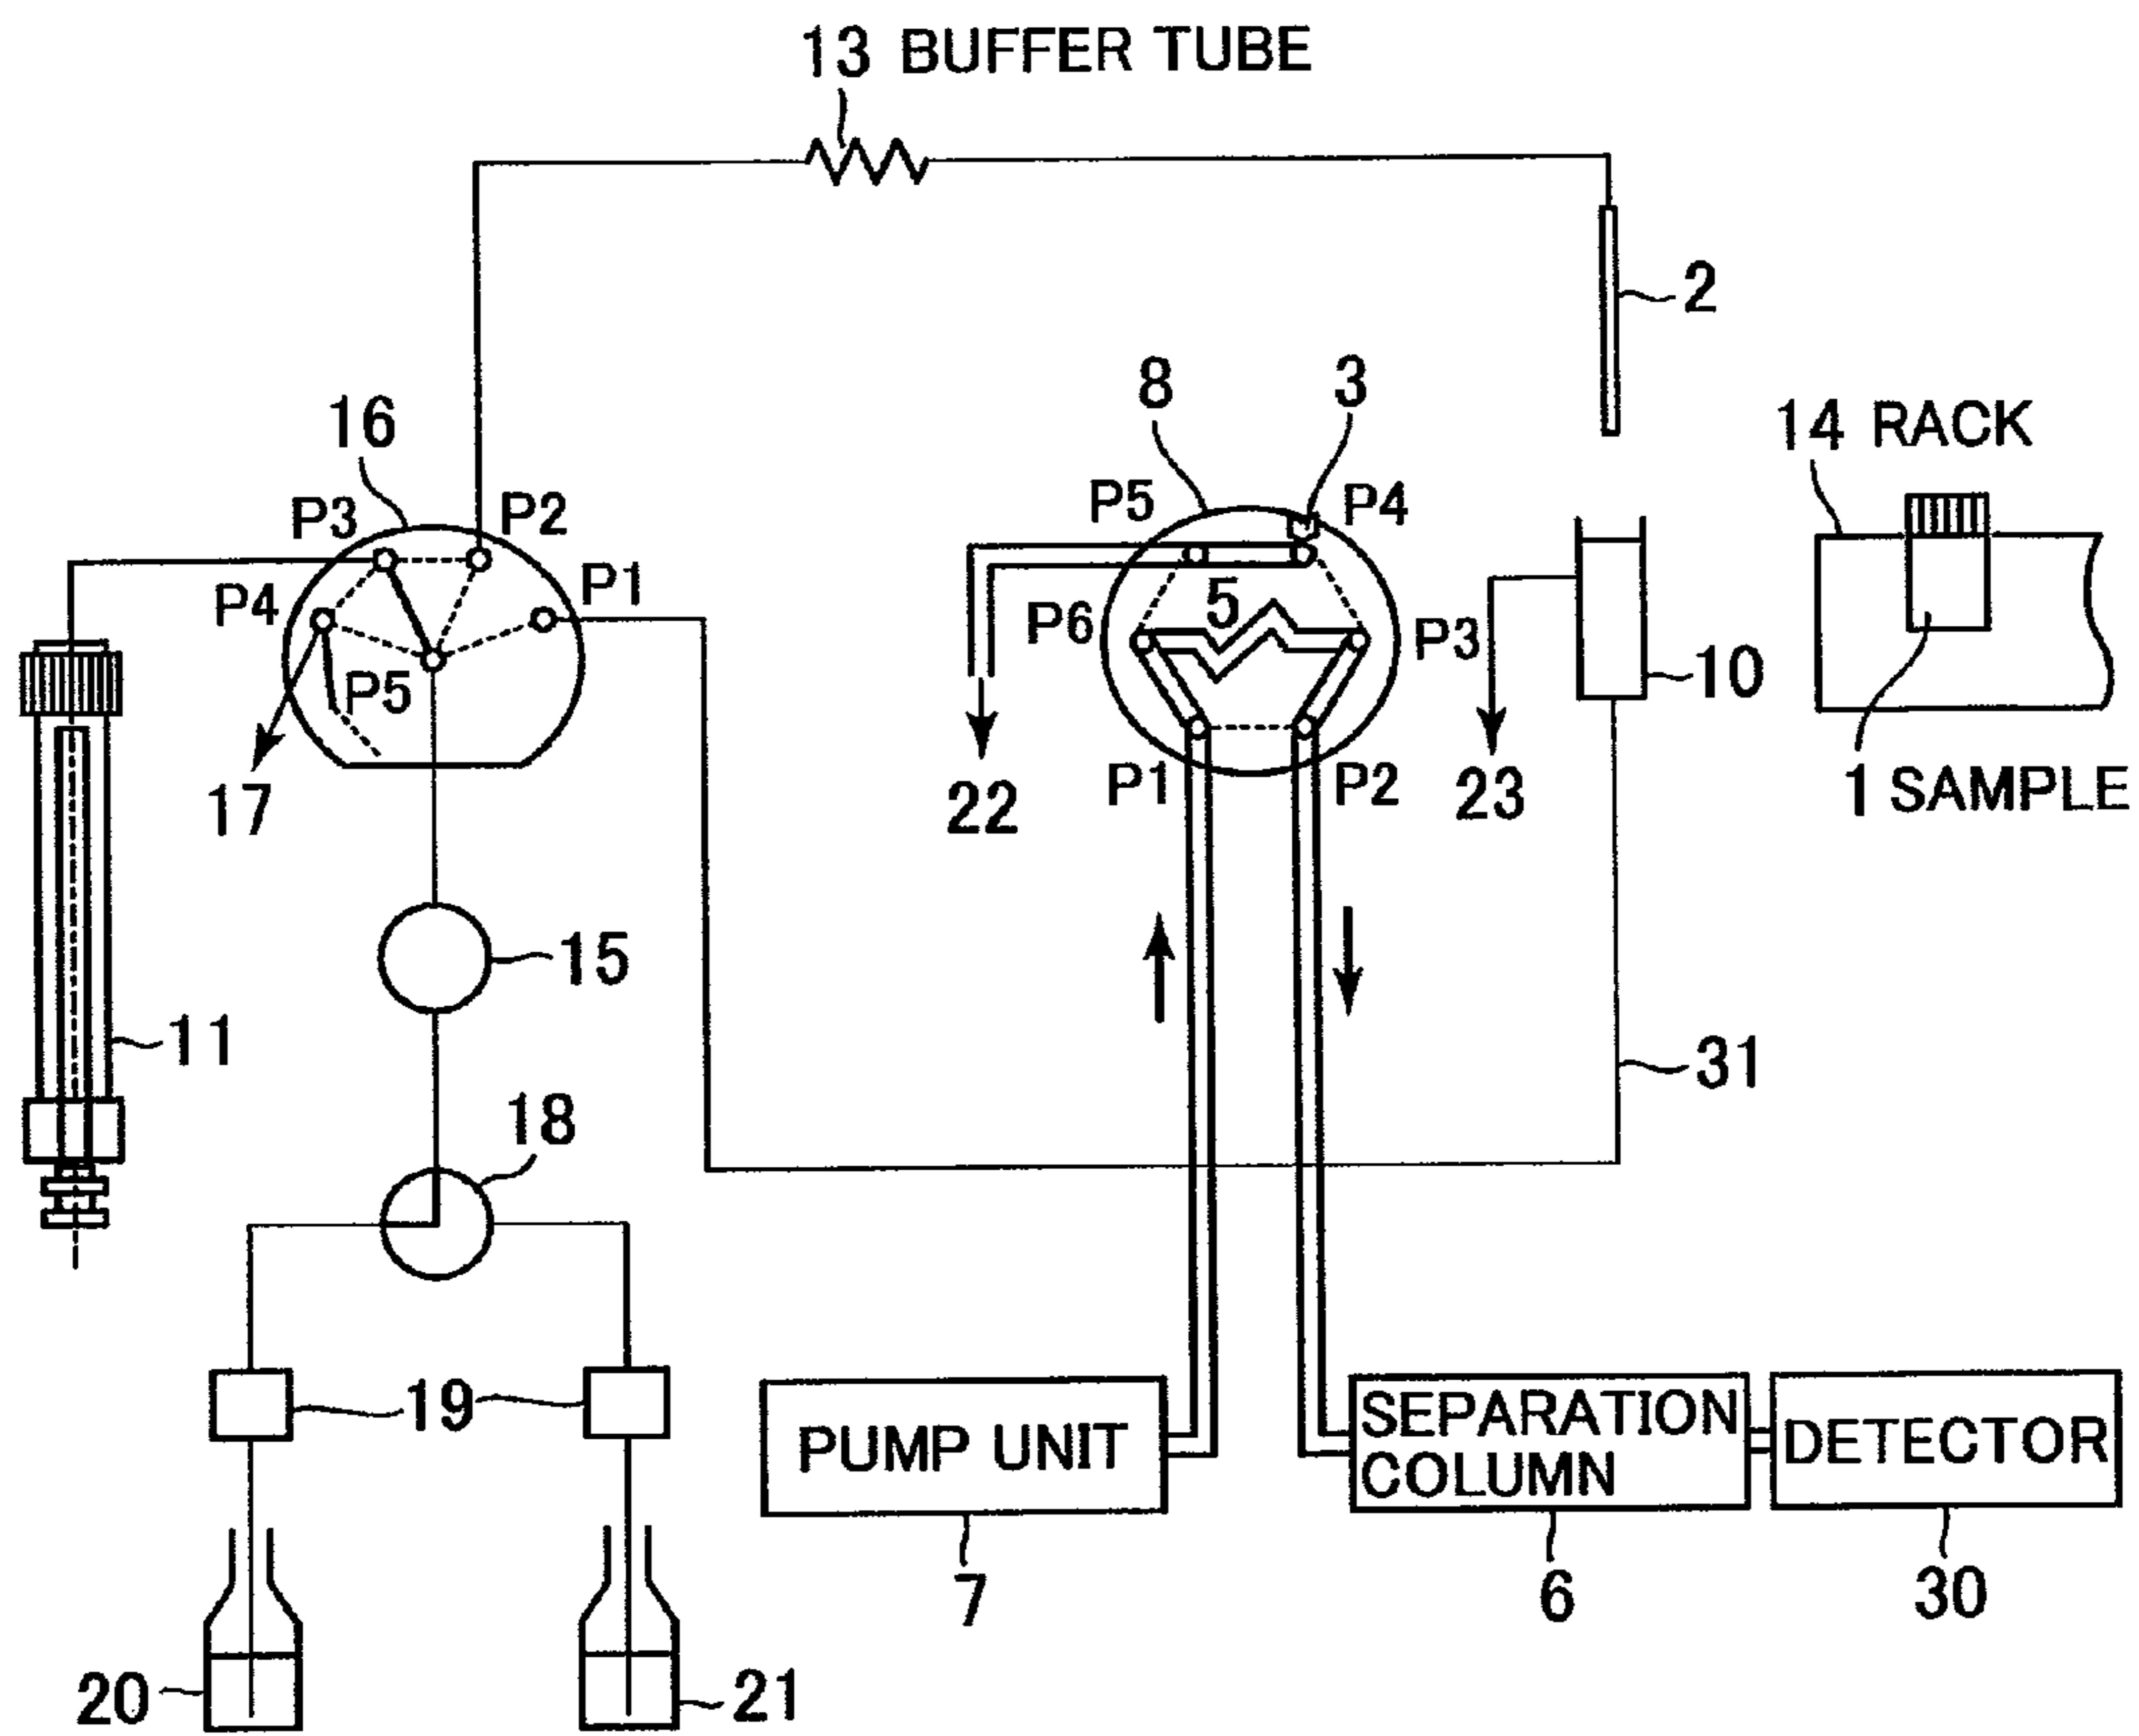 13 BUFFER TUBE
2
8
3
14 RACK
16
P3
P2
P5
P4
P4
P1
P6
5
P3
P5
10
17
22
P1
P2
23
1 SAMPLE
15
11
31
18
19
PUMP UNIT
SEPARATION
COLUMN
DETECTOR
7
6
30
20
21